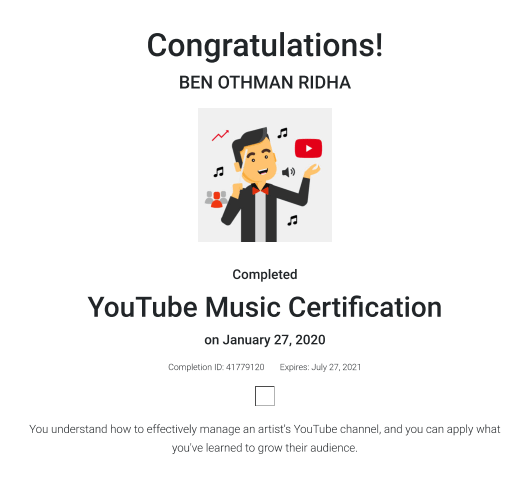 Congratulations!
BEN OTHMAN RIDHA
Completed
YouTube Music Certification
on January 27, 2020
Completion ID: 41779120 Expires: July 27, 2021
You understand how to effectively manage an artist's YouTube channel, and you can apply what
you've learned to grow their audience.